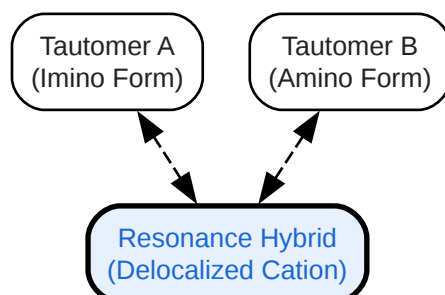 Tautomer A
(Imino Form)
Tautomer B
(Amino Form)
Resonance Hybrid
(Delocalized Cation)